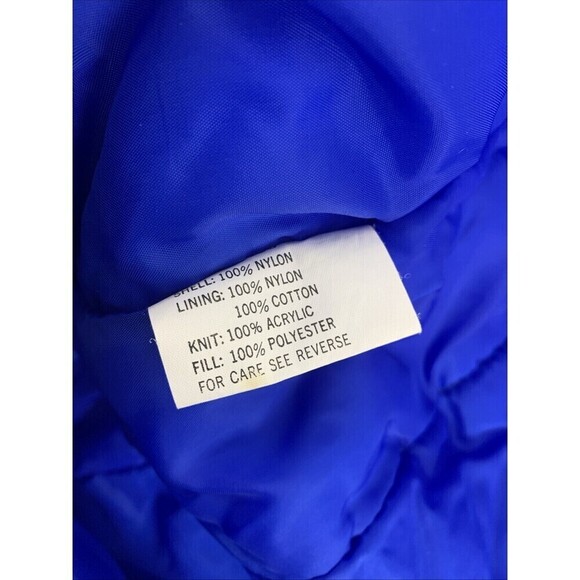 SHELL: 100% NYLON
LINING: 100% NYLON
100% COTTON
KNIT: 100% ACRYLIC
FILL: 100% POLYESTER
FOR CARE SEE REVERSE